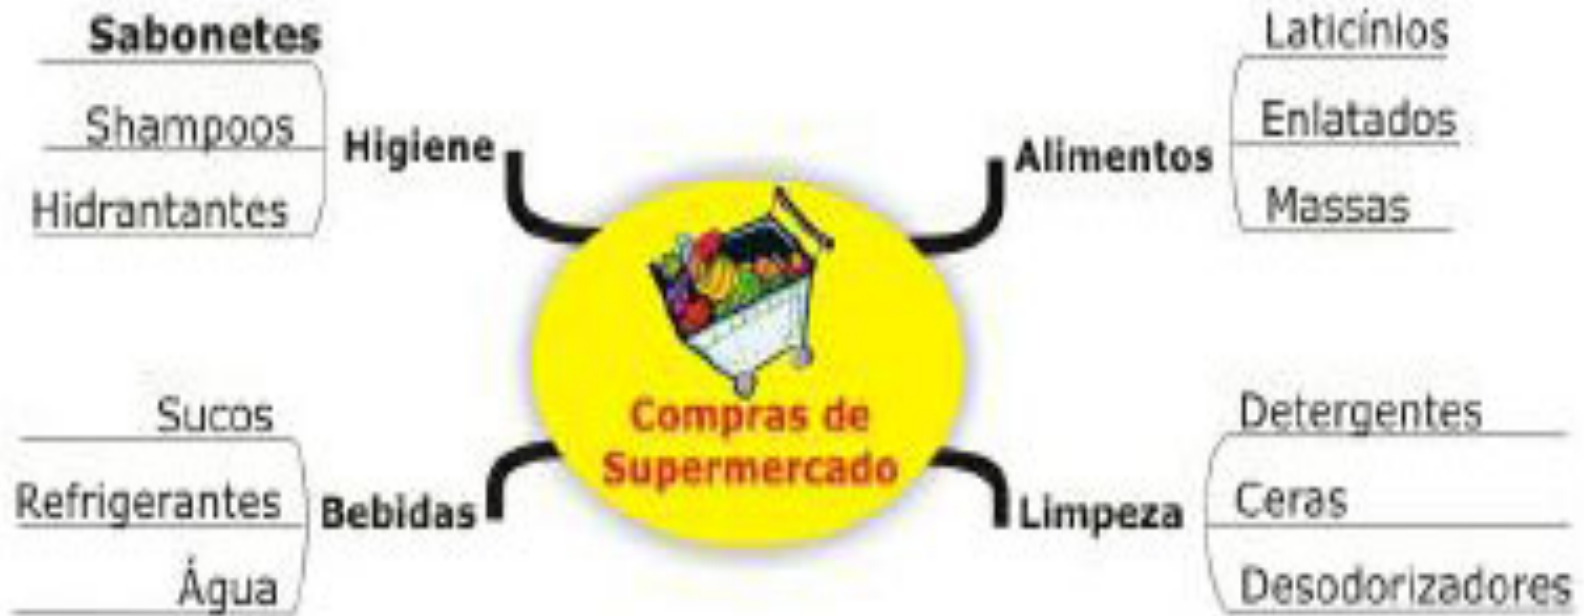 Sabonetes
Shampoos
Hidrantantes
Higiene
Laticínios
Enlatados
Massas
Alimentos
Compras de
Supermercado
Sucos
Refrigerantes
Água
Bebidas
Detergentes
Ceras
Desodorizadores
Limpeza